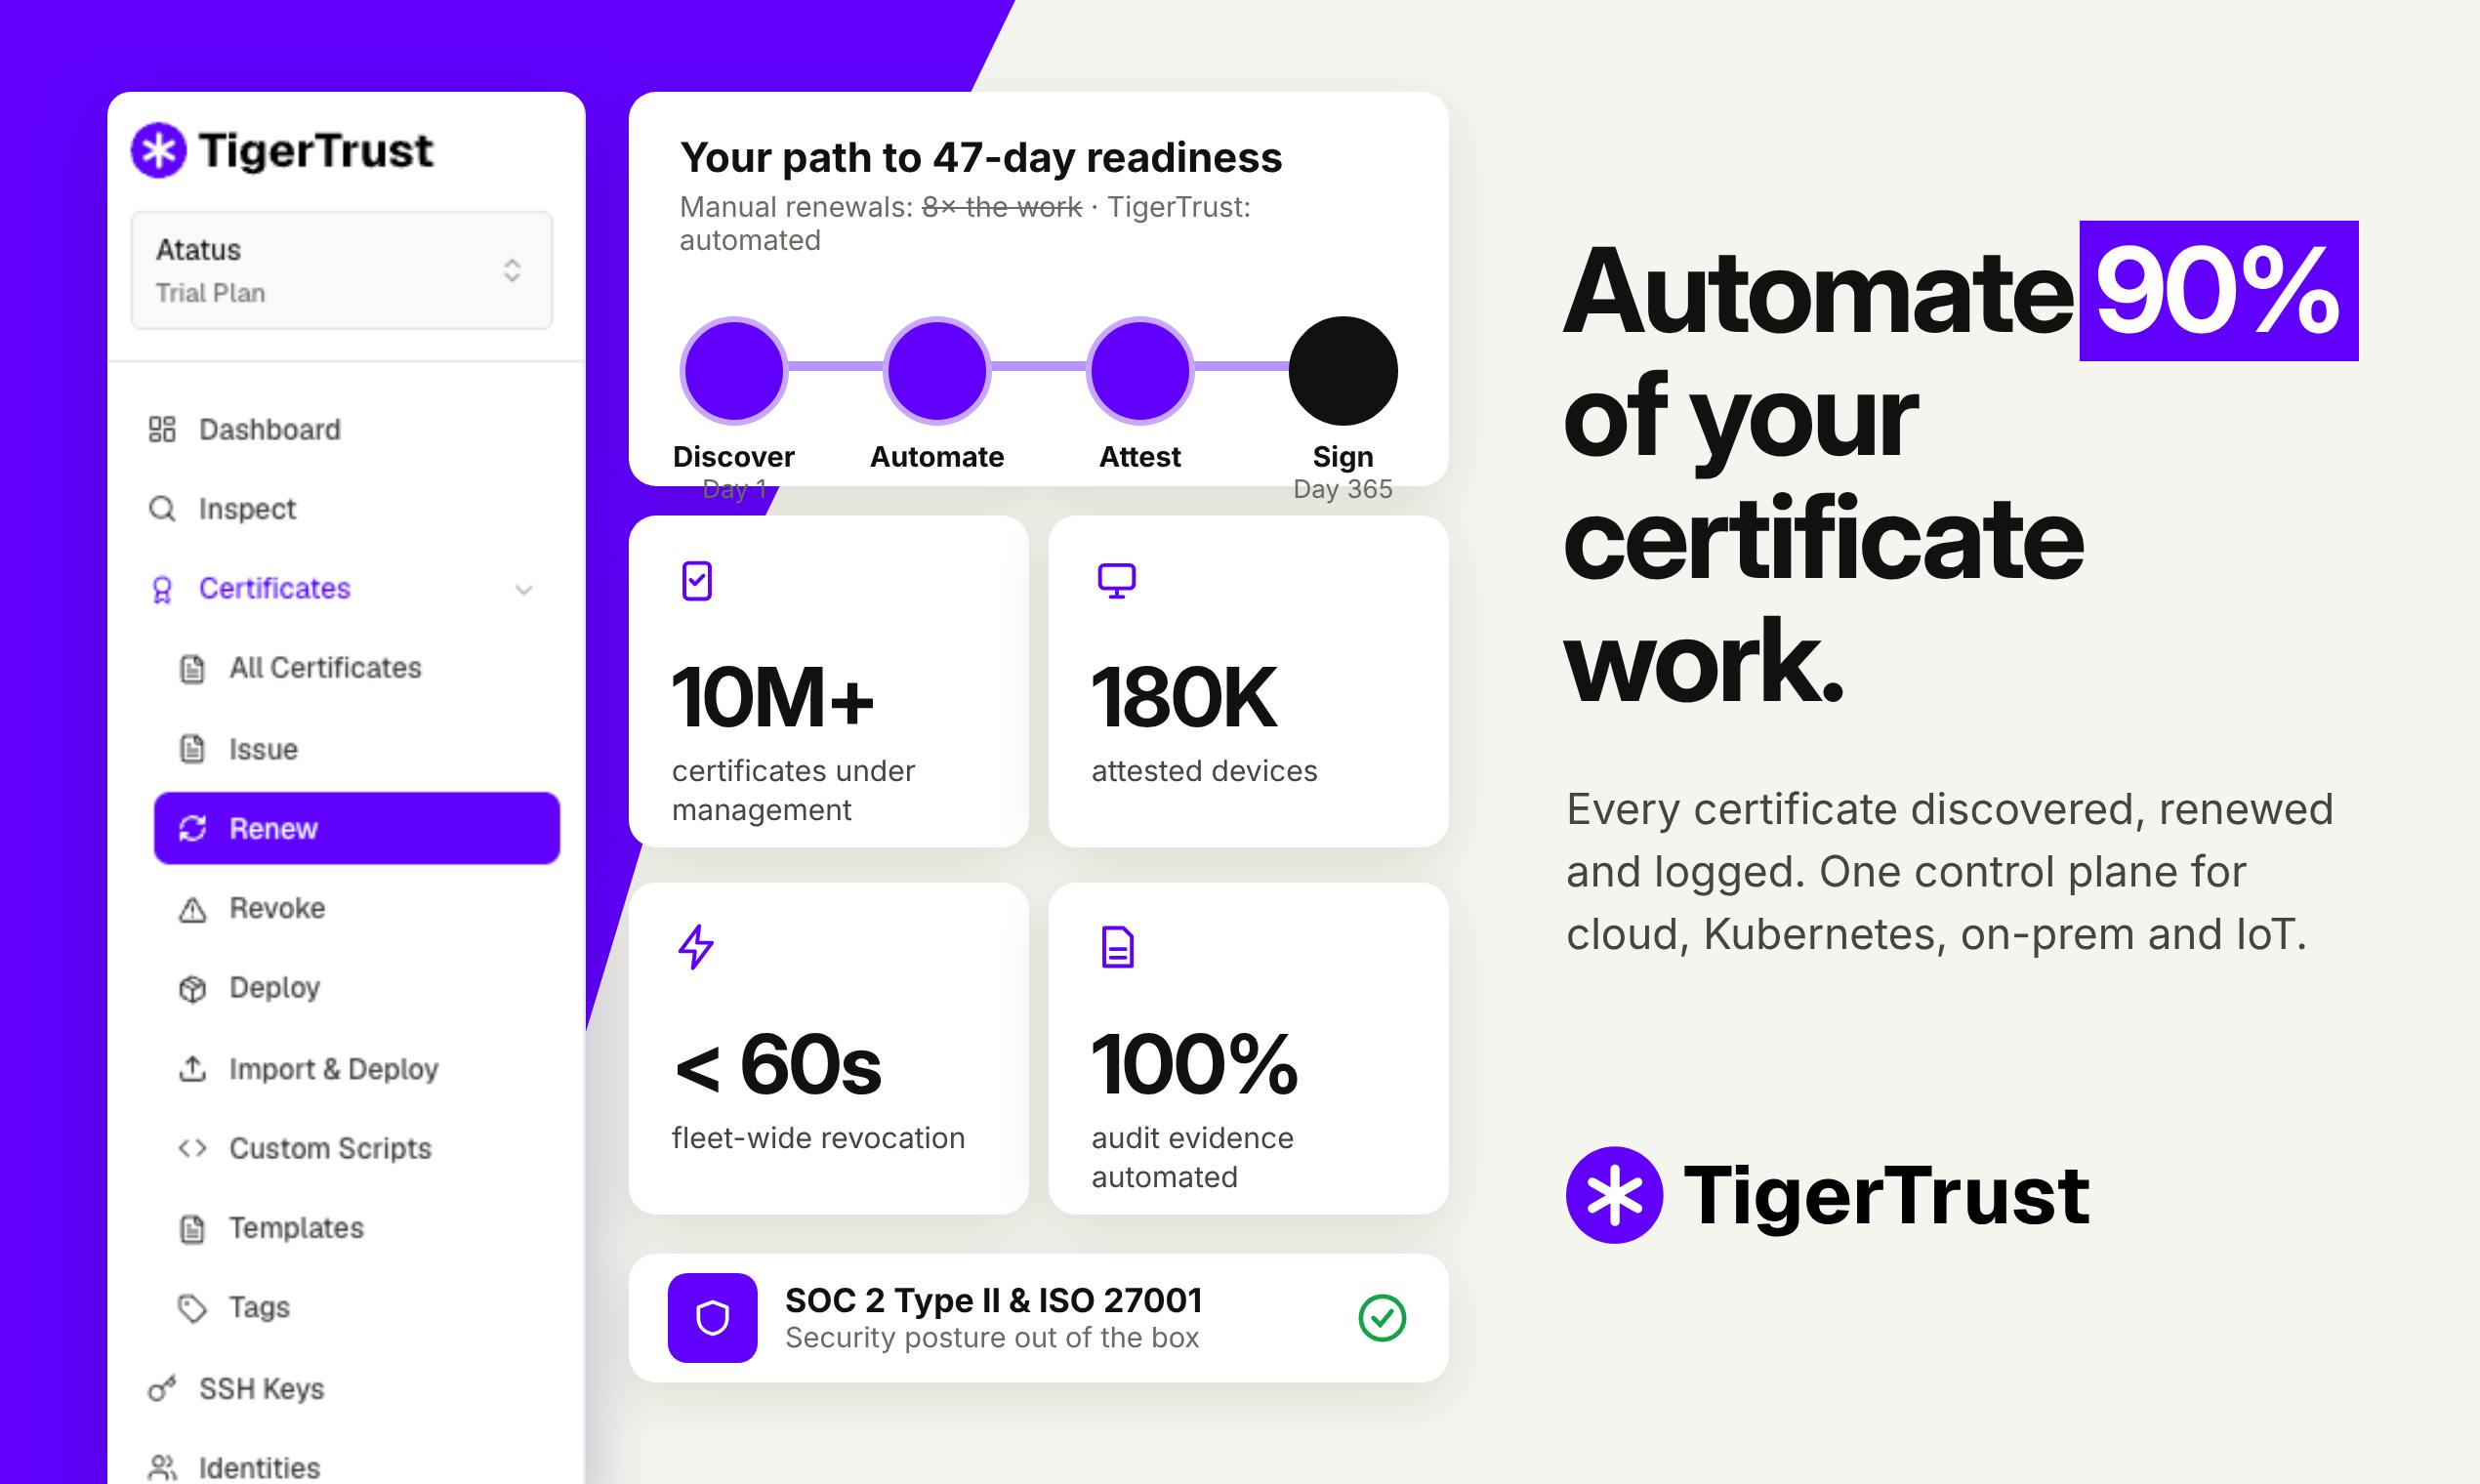 TigerTrust
Atatus
Trial Plan
Dashboard
Inspect
Certificates
All Certificates
Issue
Renew
Revoke
Deploy
Import & Deploy
Custom Scripts
Templates
Tags
SSH Keys
Identities
Your path to 47-day readiness
Manual renewals: 8× the work · TigerTrust:
automated
Discover
Day 1
Automate
Attest
Sign
Day 365
10M+
certificates under
management
180K
attested devices
< 60s
fleet-wide revocation
100%
audit evidence
automated
SOC 2 Type II & ISO 27001
Security posture out of the box
Automate 90%
of your
certificate
work.
Every certificate discovered, renewed
and logged. One control plane for
cloud, Kubernetes, on-prem and IoT.
TigerTrust